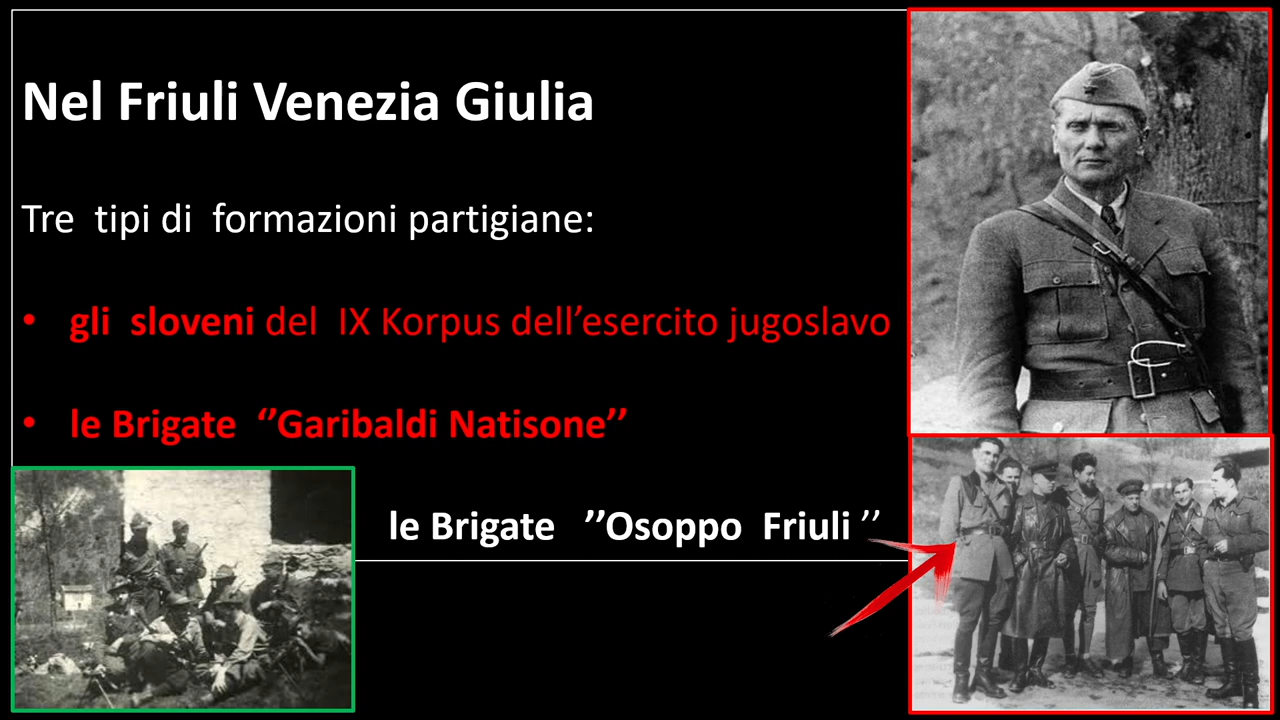 Nel Friuli Venezia Giulia
Tre tipi di formazioni partigiane:
• gli sloveni del IX Korpus dell’esercito jugoslavo
• le Brigate ‘’Garibaldi Natisone’’
le Brigate ’’Osoppo Friuli ’’